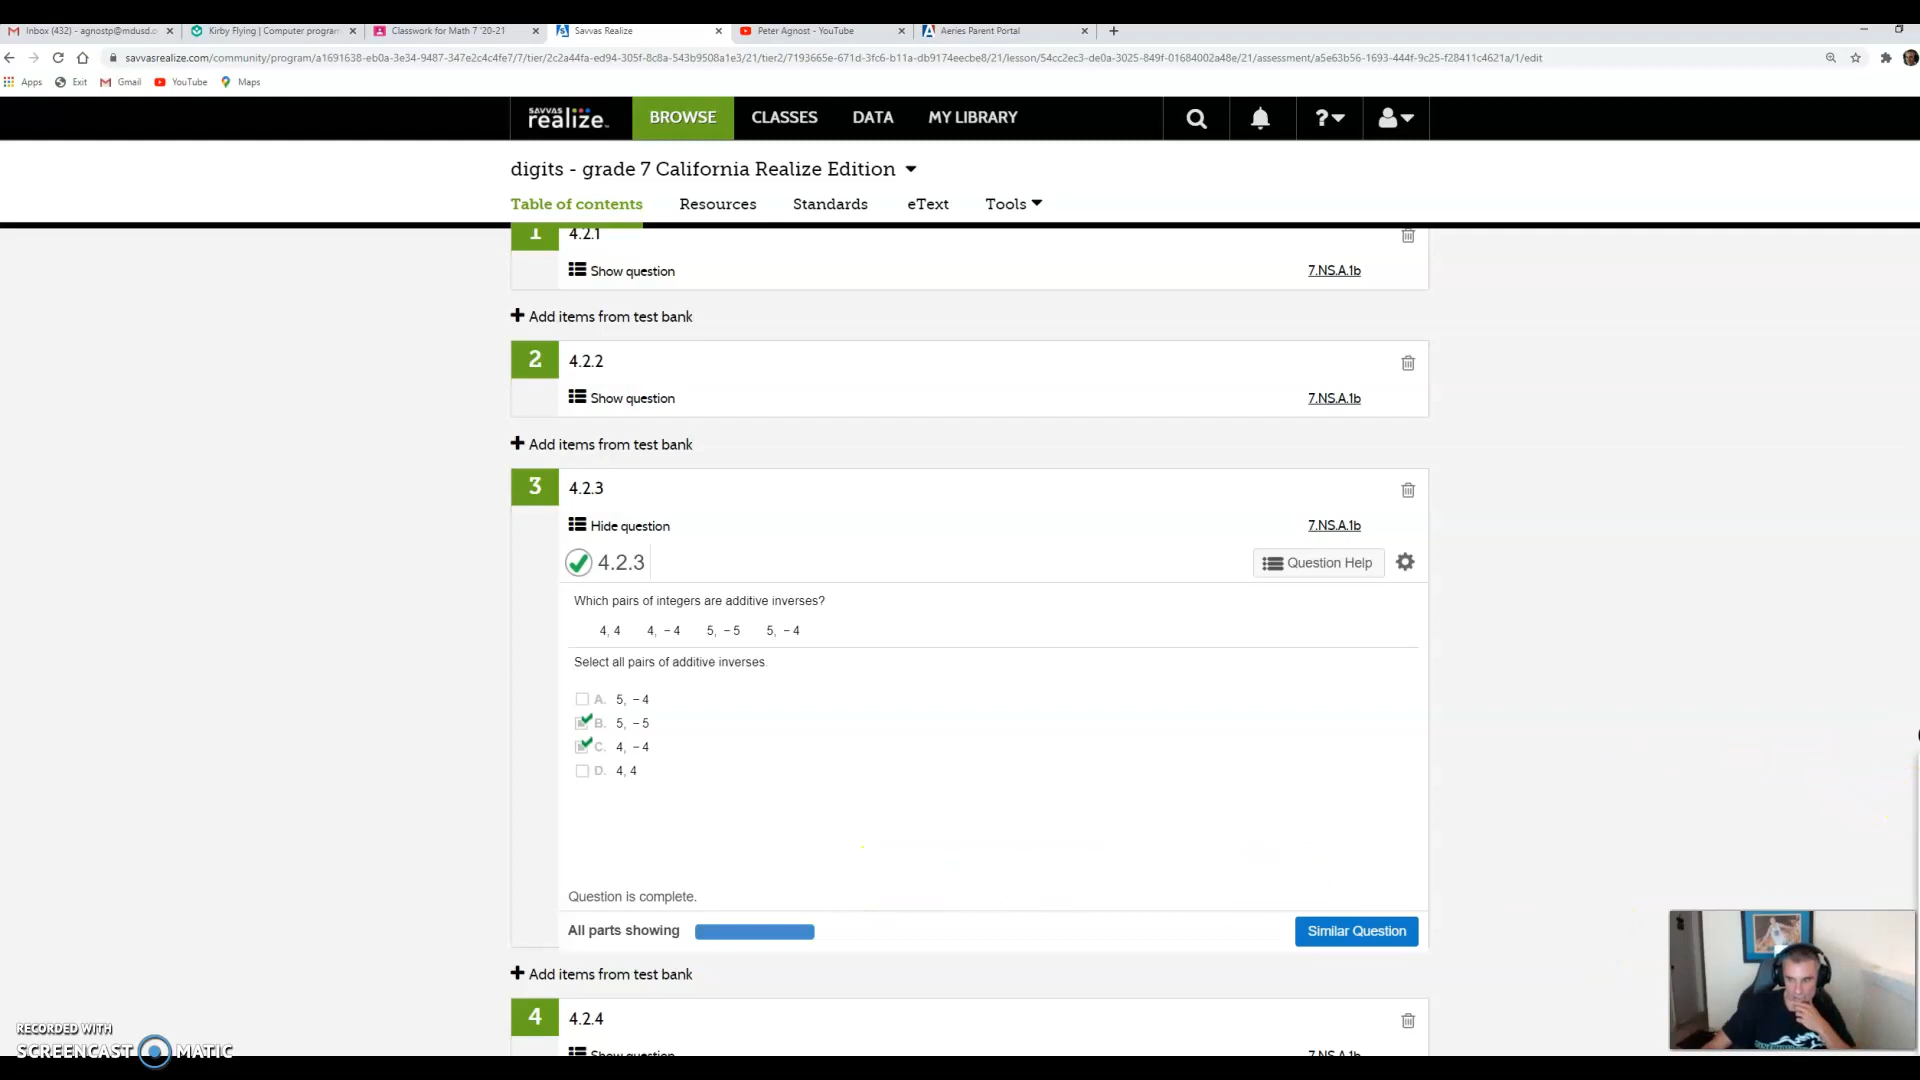 Inbox (432) - agnostp@mdusd.o
Kirby Flying | Computer program
Classwork for Math 7 '20-21
Savvas Realize
Peter Agnost - YouTube
Aeries Parent Portal
savvasrealize.com/community/program/a1691638-eb0a-3e34-9487-347e2c4c4fe7/7/tier/2c2a44fa-ed94-305f-8c8a-543b9508a1e3/21/tier2/7193665e-671d-3fc6-b11a-db9174eecbe8/21/lesson/54cc2ec3-de0a-3025-849f-01684002a48e/21/assessment/a5e63b56-1693-444f-9c25-f28411c4621a/1/edit
Apps Exit Gmail YouTube Maps
SAVVAS realize BROWSE CLASSES DATA MY LIBRARY ?
digits - grade 7 California Realize Edition
Table of contents Resources Standards eText Tools
1 4.2.1
Show question 7.NS.A.1b
Add items from test bank
2 4.2.2
Show question 7.NS.A.1b
Add items from test bank
3 4.2.3
Hide question 7.NS.A.1b
4.2.3 Question Help
Which pairs of integers are additive inverses?
4, 4 4, -4 5, -5 5, -4
Select all pairs of additive inverses.
A. 5, -4
B. 5, -5
C. 4, -4
D. 4, 4
Question is complete.
All parts showing Similar Question
Add items from test bank
4 4.2.4
Show question 7.NS.A.1b
RECORDED WITH
SCREENCAST MATIC